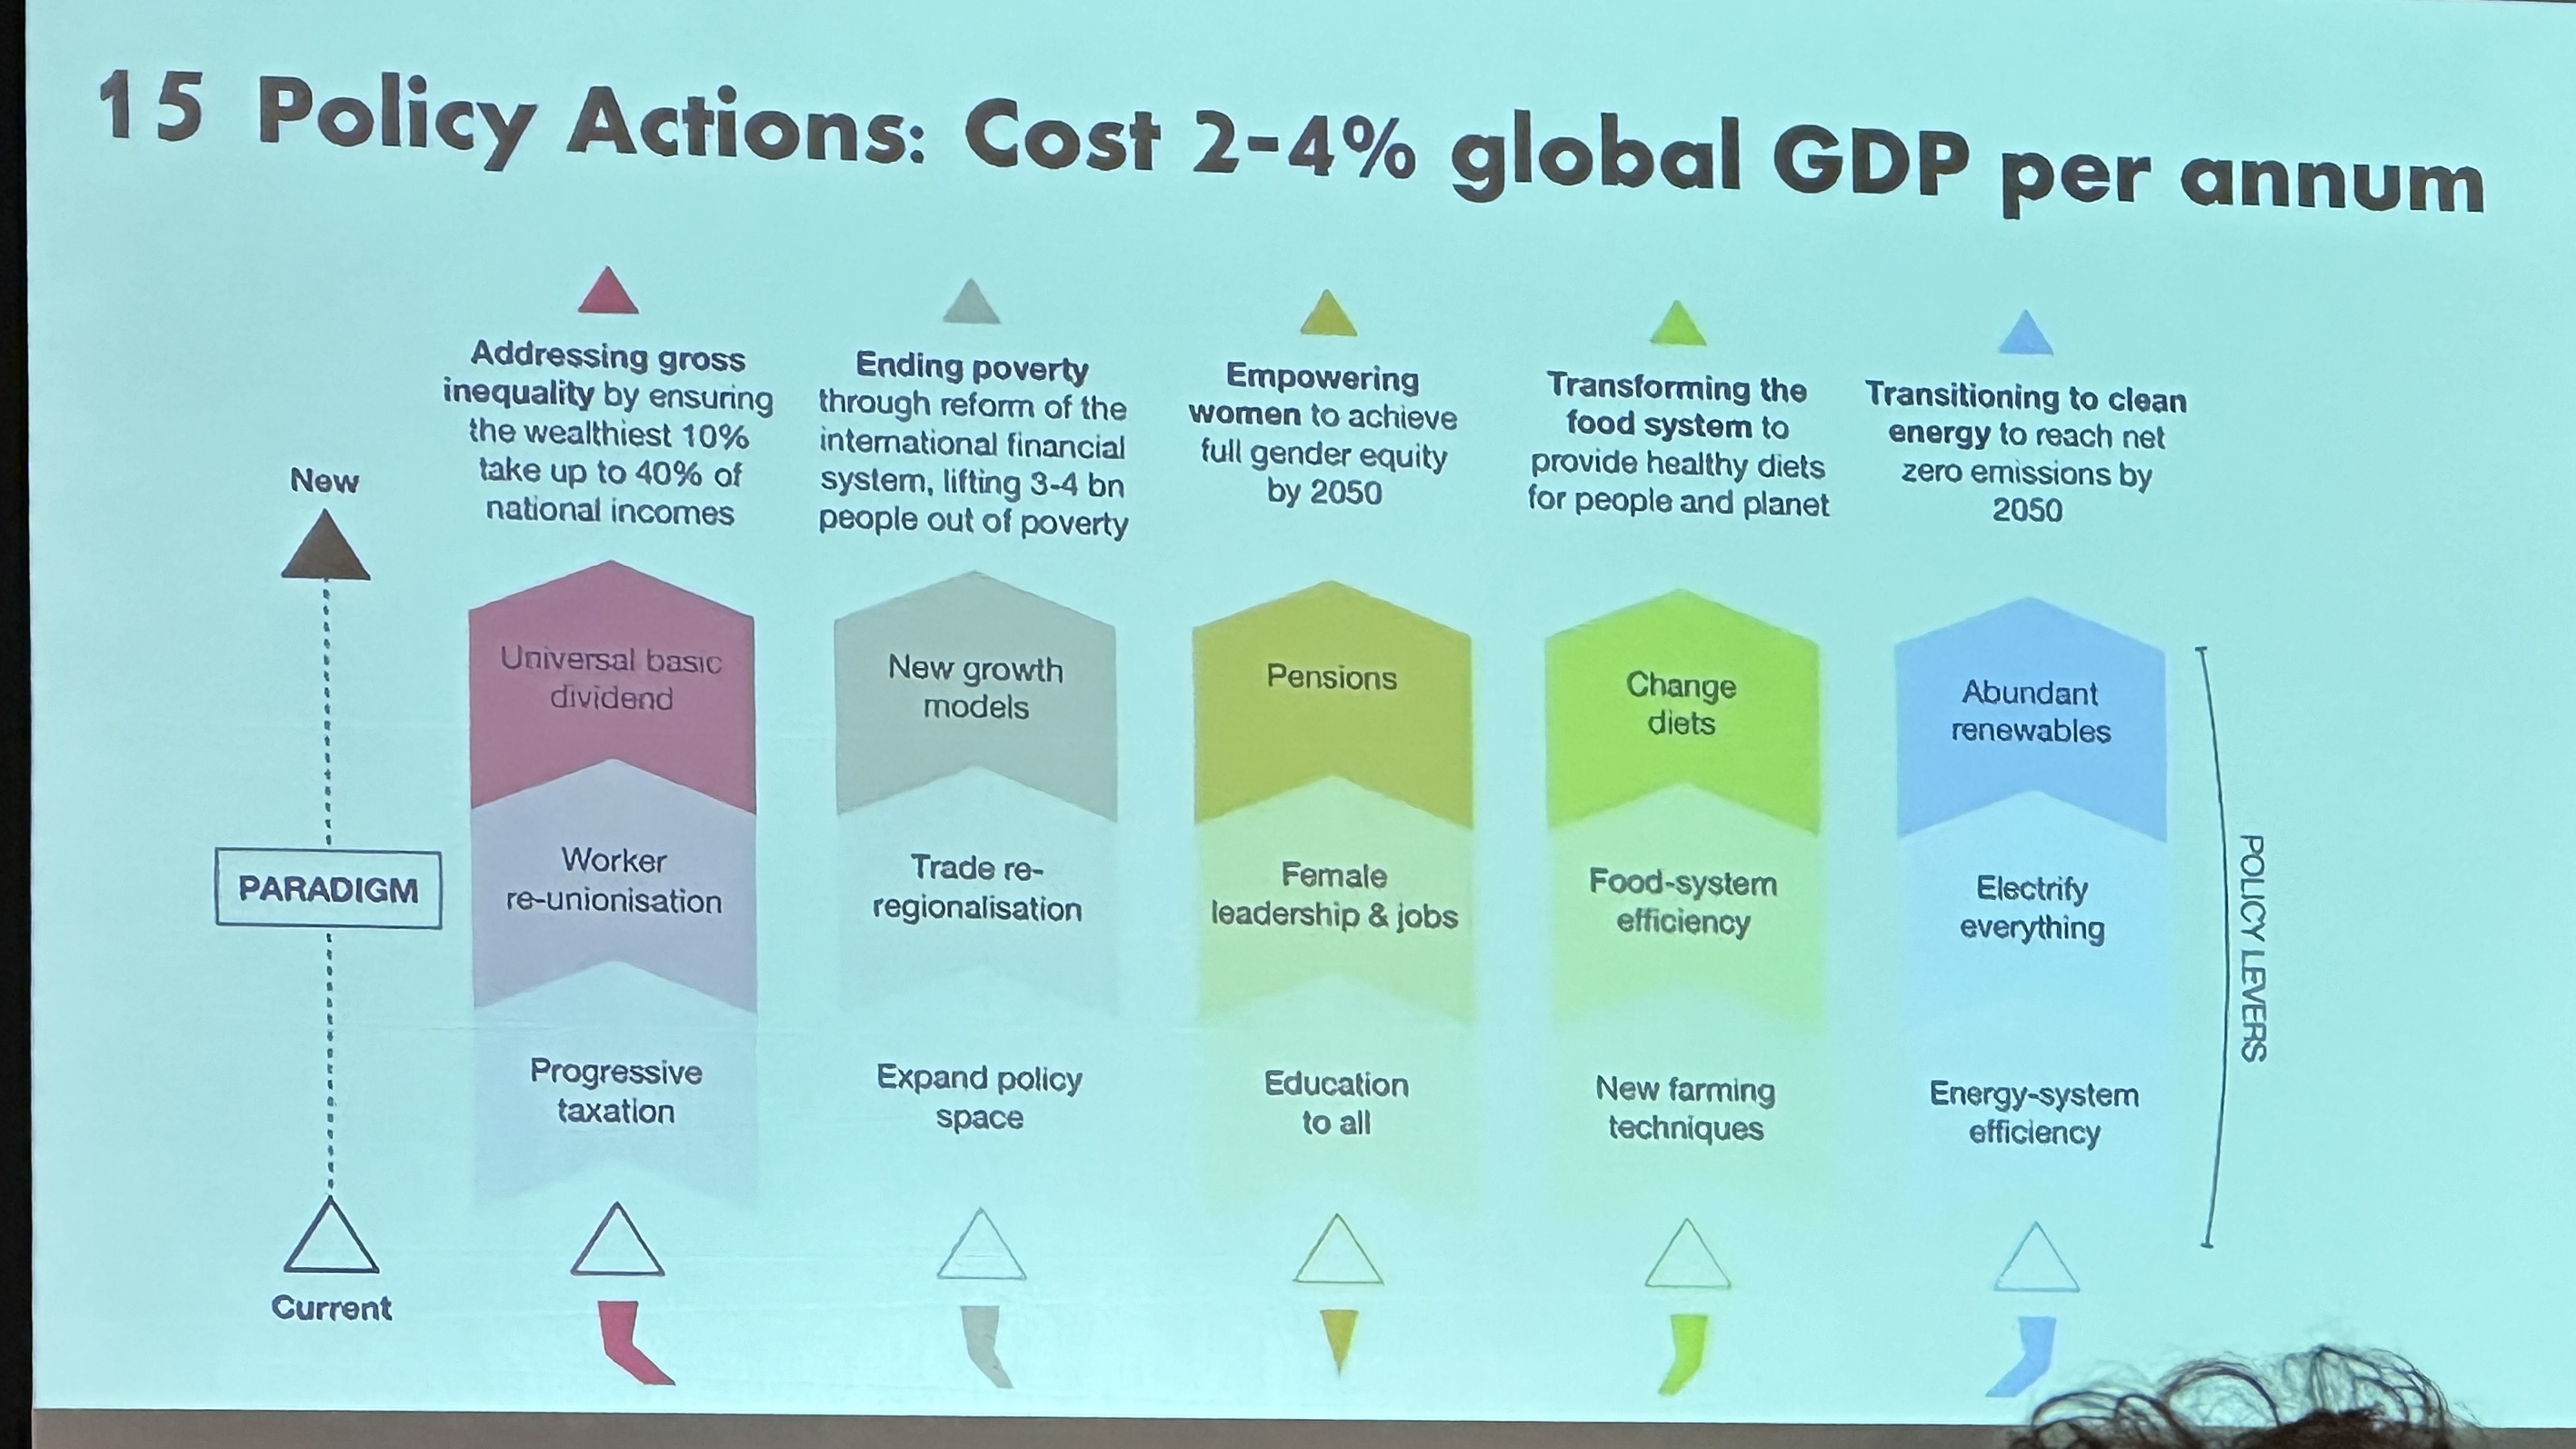 15 Policy Actions: Cost 2-4% global GDP per annum
Addressing gross
inequality by ensuring
the wealthiest 10%
take up to 40% of
national incomes
Ending poverty
through reform of the
international financial
system, lifting 3-4 bn
people out of poverty
Empowering
women to achieve
full gender equity
by 2050
Transforming the
food system to
provide healthy diets
for people and planet
Transitioning to clean
energy to reach net
zero emissions by
2050
New
PARADIGM
Current
Universal basic
dividend
New growth
models
Pensions
Change
diets
Abundant
renewables
Worker
re-unionisation
Trade re-
regionalisation
Female
leadership & jobs
Food-system
efficiency
Electrify
everything
Progressive
taxation
Expand policy
space
Education
to all
New farming
techniques
Energy-system
efficiency
POLICY LEVERS